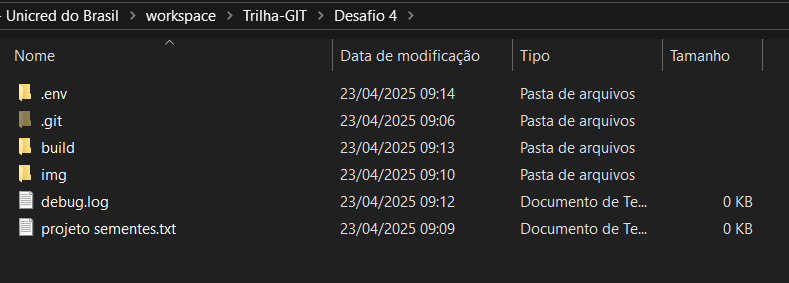 - Unicred do Brasil > workspace > Trilha-GIT > Desafio 4 >
Nome Data de modificação Tipo Tamanho
.env 23/04/2025 09:14 Pasta de arquivos
.git 23/04/2025 09:06 Pasta de arquivos
build 23/04/2025 09:13 Pasta de arquivos
img 23/04/2025 09:10 Pasta de arquivos
debug.log 23/04/2025 09:12 Documento de Te... 0 KB
projeto sementes.txt 23/04/2025 09:09 Documento de Te... 0 KB